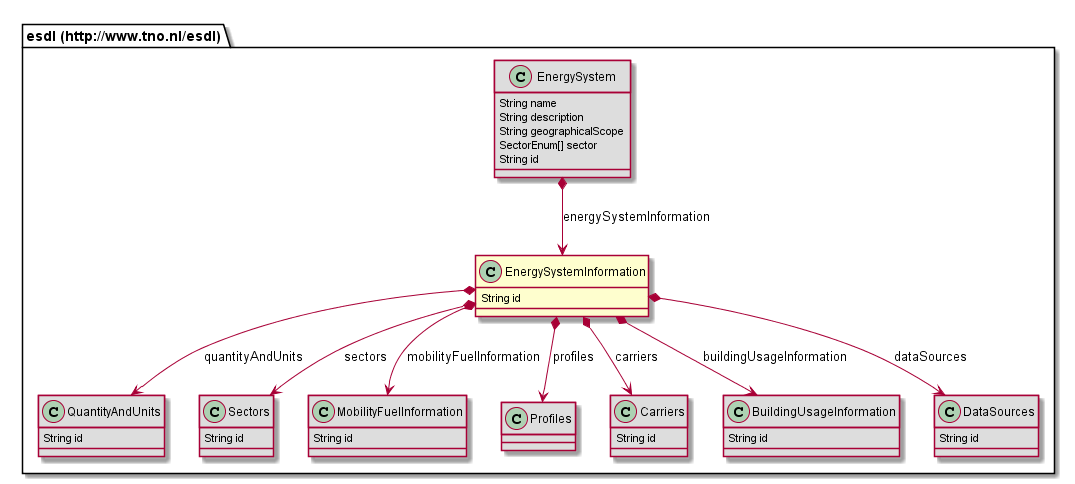 esdl (http://www.tno.nl/esdl)
C EnergySystem
String name
String description
String geographicalScope
SectorEnum[] sector
String id
energySystemInformation
C EnergySystemInformation
String id
quantityAndUnits
sectors
mobilityFuelInformation
profiles
carriers
buildingUsageInformation
dataSources
C QuantityAndUnits
String id
C Sectors
String id
C MobilityFuelInformation
String id
C Profiles
C Carriers
String id
C BuildingUsageInformation
String id
C DataSources
String id